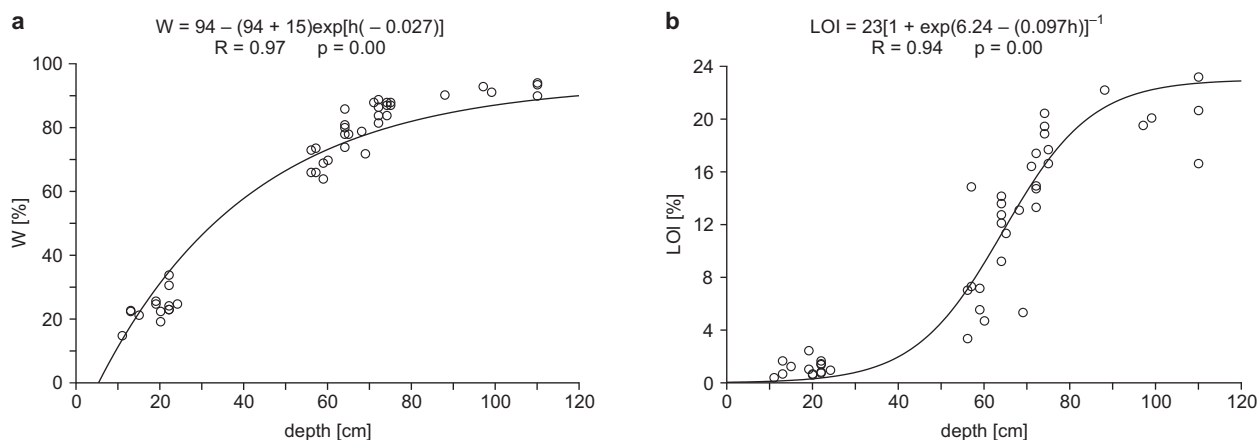 a
W = 94 – (94 + 15)exp[h( – 0.027)]
R = 0.97 p = 0.00
100
80
60
40
20
0
W [%]
0 20 40 60 80 100 120
depth [cm]
b
LOI = 23[1 + exp(6.24 – (0.097h)]⁻¹
R = 0.94 p = 0.00
24
20
16
12
8
4
0
LOI [%]
0 20 40 60 80 100 120
depth [cm]